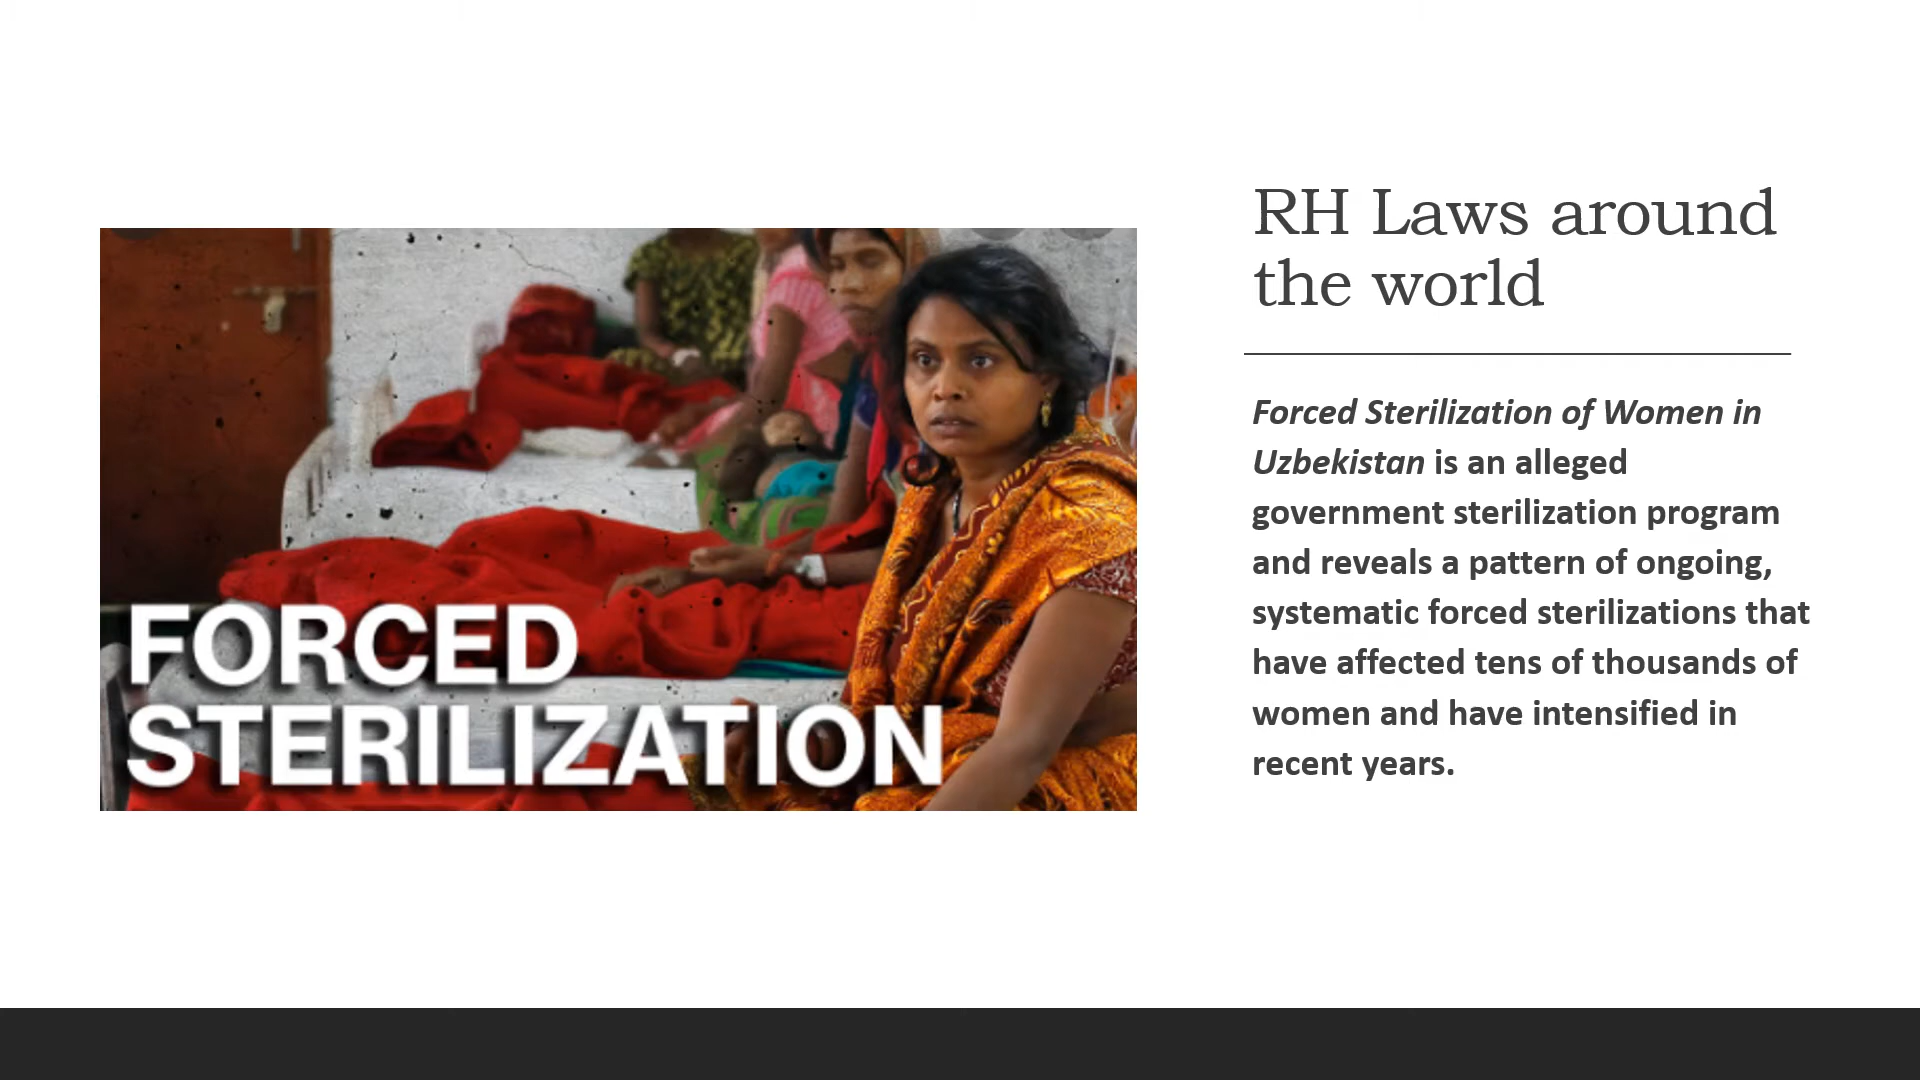 RH Laws around
the world
Forced Sterilization of Women in
Uzbekistan is an alleged
government sterilization program
and reveals a pattern of ongoing,
systematic forced sterilizations that
have affected tens of thousands of
women and have intensified in
recent years.
FORCED
STERILIZATION